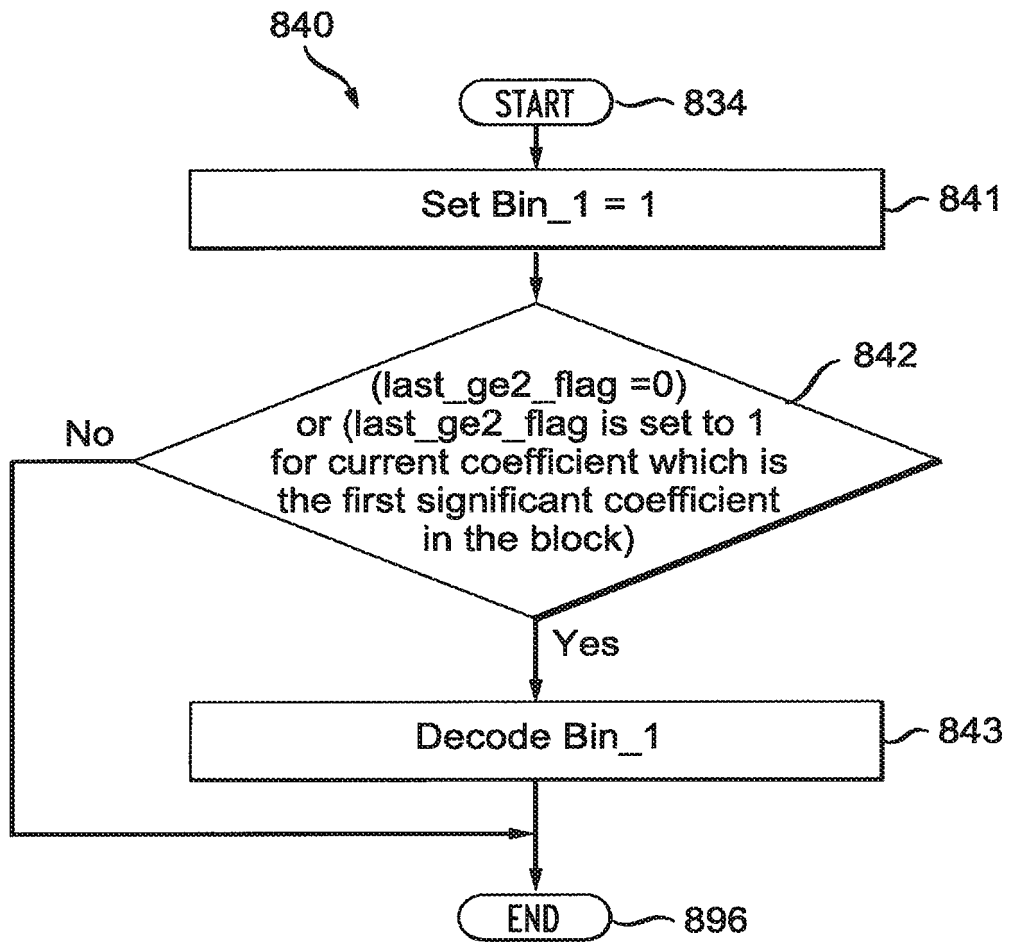 840
START
834
Set Bin_1 = 1
841
842
(last_ge2_flag =0)
or (last_ge2_flag is set to 1
for current coefficient which is
the first significant coefficient
in the block)
No
Yes
Decode Bin_1
843
END
896